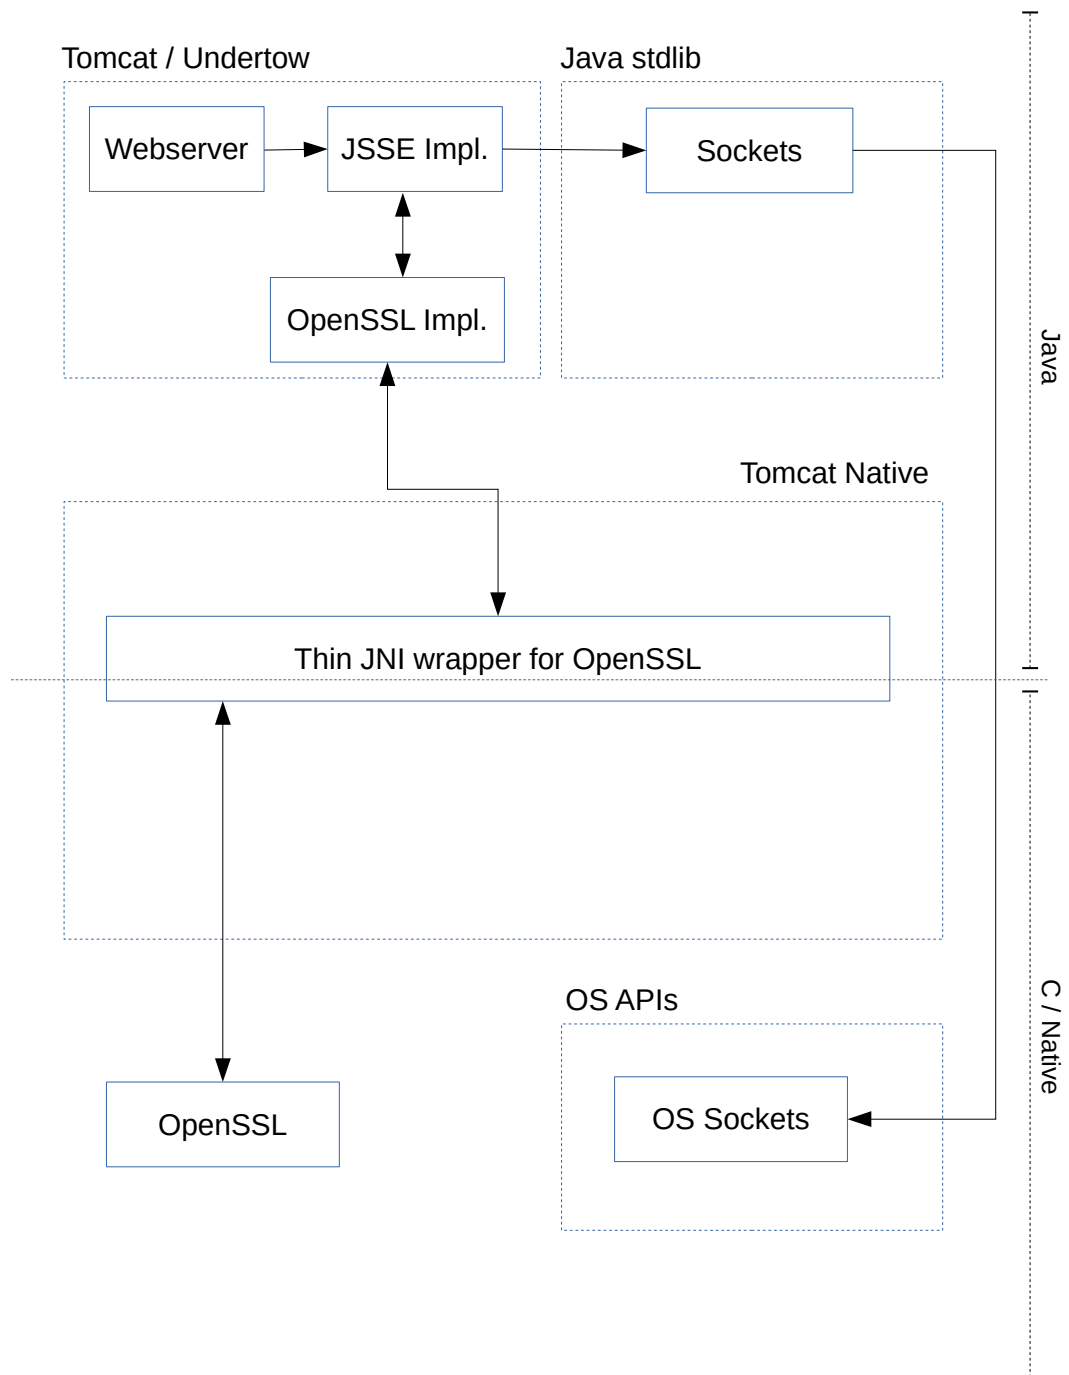 Tomcat / Undertow
Java stdlib
Webserver
JSSE Impl.
Sockets
OpenSSL Impl.
Java
Tomcat Native
Thin JNI wrapper for OpenSSL
OS APIs
C / Native
OpenSSL
OS Sockets